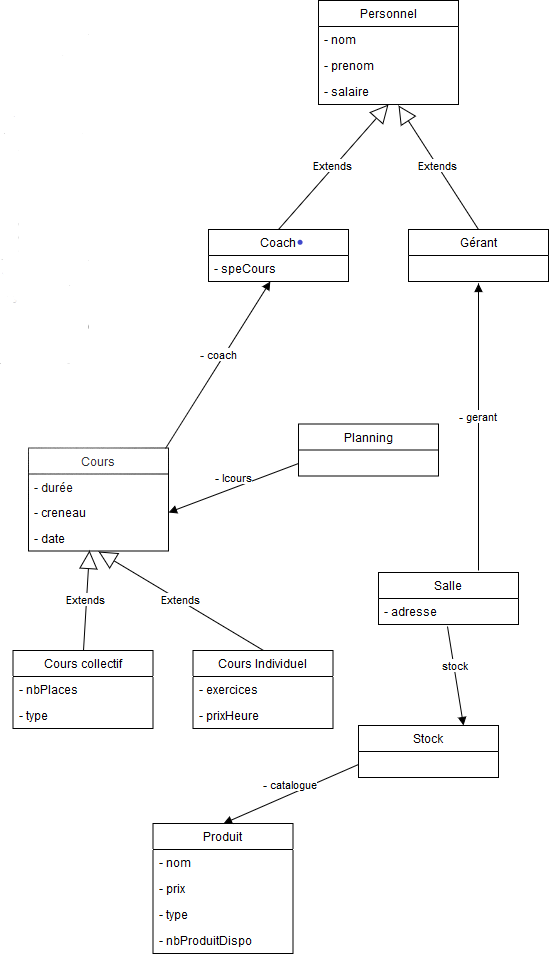 Personnel
- nom
- prenom
- salaire
Extends
Extends
Coach
- speCours
Gérant
- coach
- gerant
Planning
- lcours
Cours
- durée
- creneau
- date
Extends
Extends
Salle
- adresse
Cours collectif
- nbPlaces
- type
Cours Individuel
- exercices
- prixHeure
stock
Stock
- catalogue
Produit
- nom
- prix
- type
- nbProduitDispo